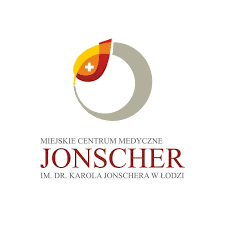 MIEJSKIE CENTRUM MEDYCZNE
JONSCHER
IM. DR. KAROLA JONSCHERA W ŁODZI